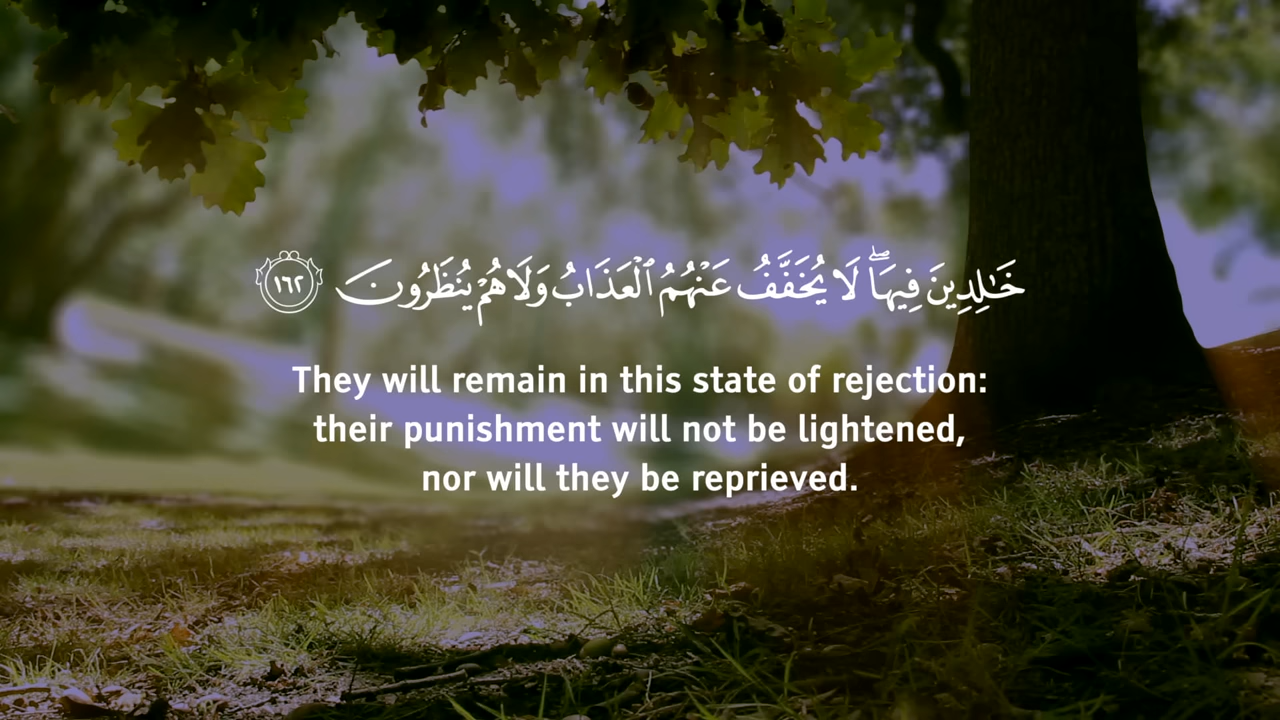 خَـٰلِدِينَ فِيهَا ۖ لَا يُخَفَّفُ عَنْهُمُ ٱلْعَذَابُ وَلَا هُمْ يُنظَرُونَ ١٦٢
They will remain in this state of rejection:
their punishment will not be lightened,
nor will they be reprieved.